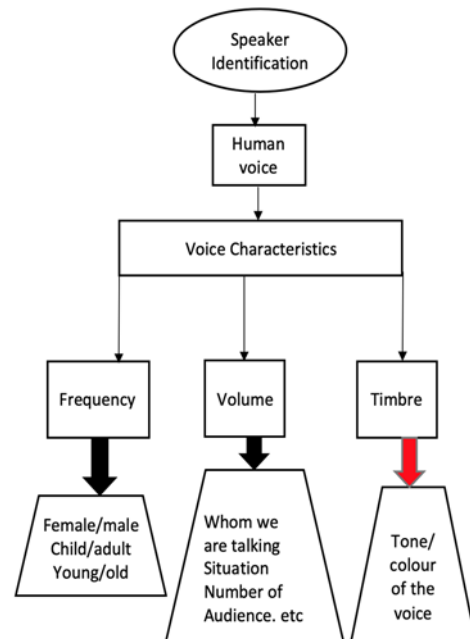 Speaker
Identification
Human
voice
Voice Characteristics
Frequency
Volume
Timbre
Female/male
Child/adult
Young/old
Whom we
are talking
Situation
Number of
Audience. etc
Tone/
colour
of the
voice